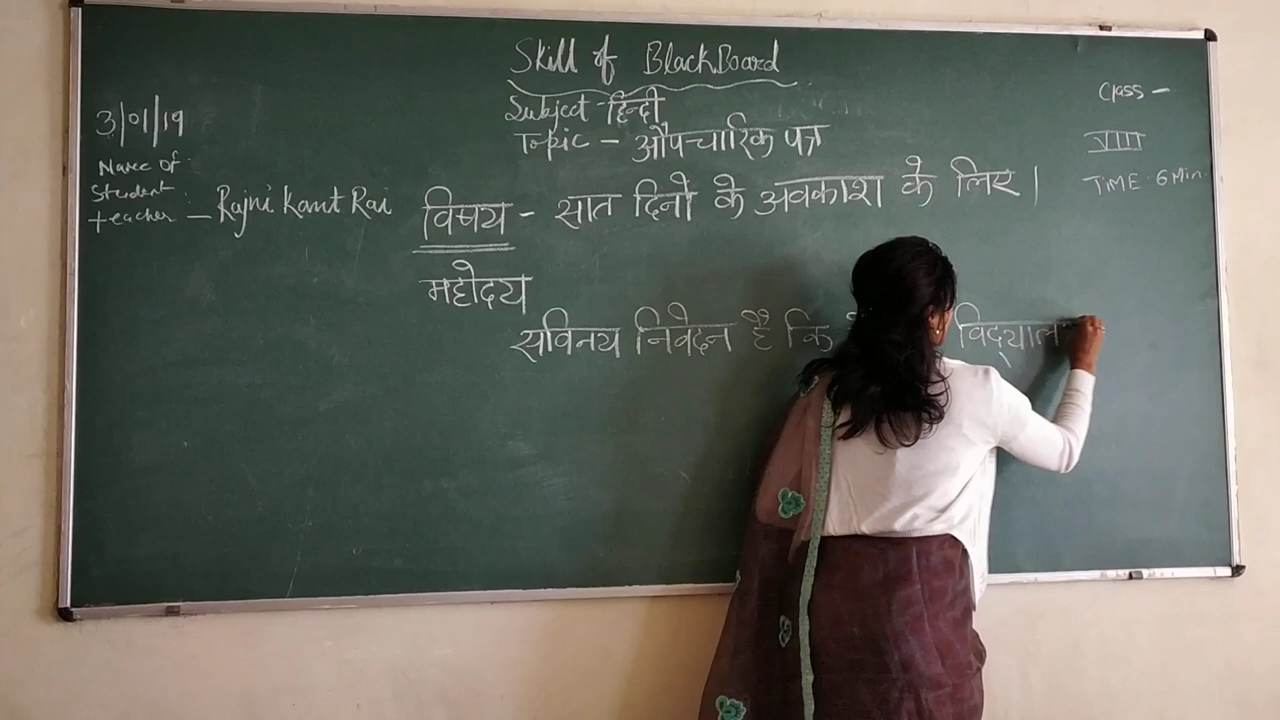 Skill of BlackBoard
Subject - हिन्दी
Topic - औपचारिक पत्र
3/01/19
Name of
Student
teacher - Rajni Kant Rai
Class -
VIII
TIME - 6 Min.
विषय - सात दिनों के अवकाश के लिए।
महोदय
सविनय निवेदन है कि विद्याल